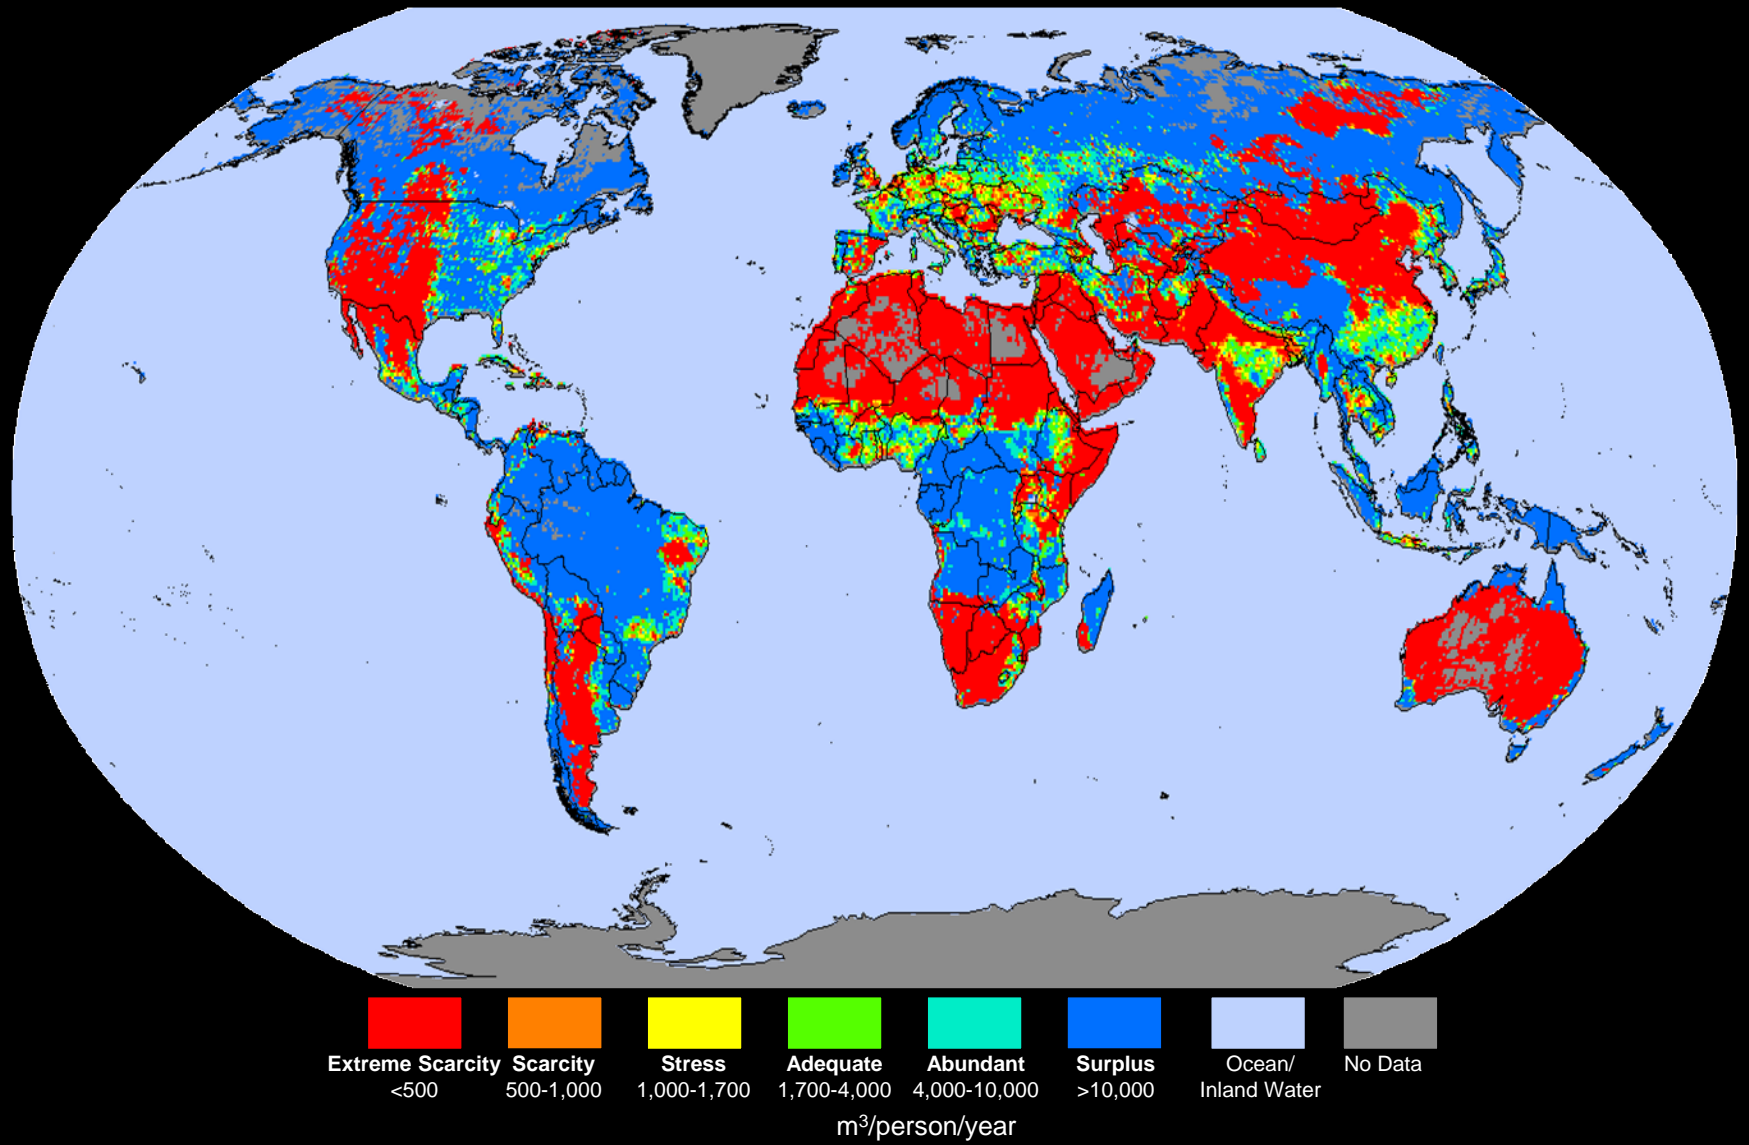 Extreme Scarcity Scarcity Stress Adequate Abundant Surplus Ocean/ No Data
<500 500-1,000 1,000-1,700 1,700-4,000 4,000-10,000 >10,000 Inland Water
m³/person/year